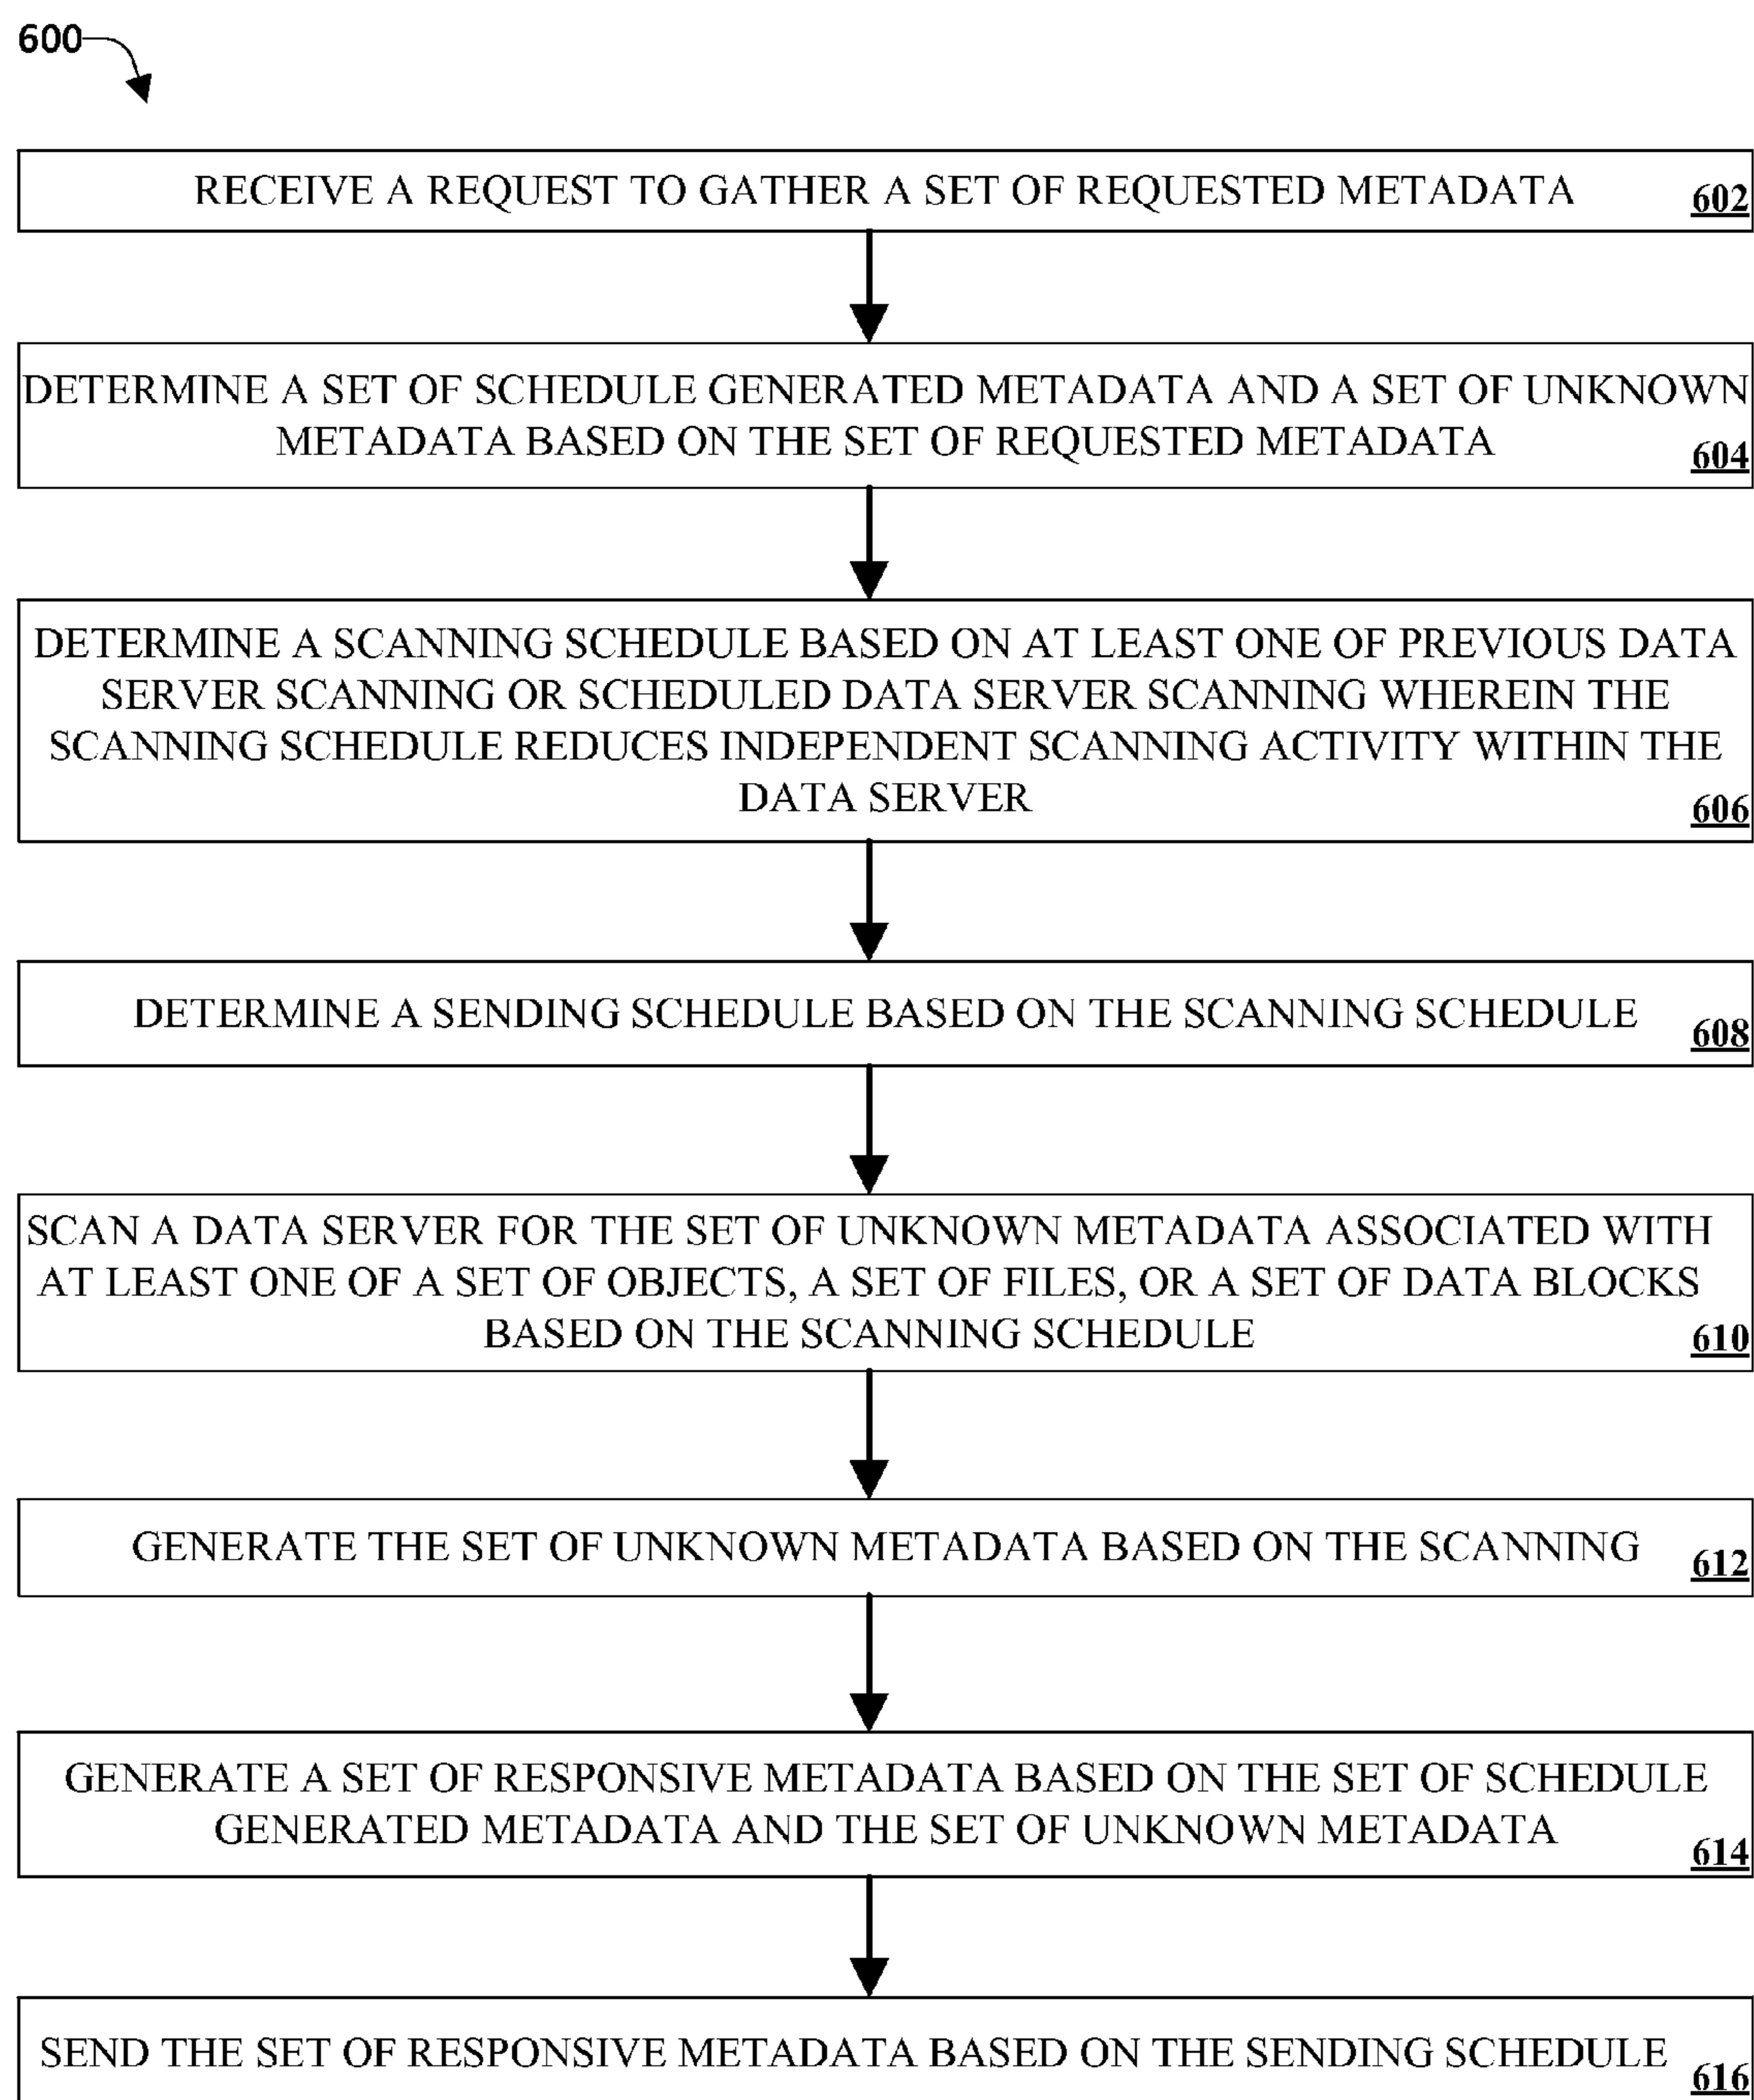 600
RECEIVE A REQUEST TO GATHER A SET OF REQUESTED METADATA
602
DETERMINE A SET OF SCHEDULE GENERATED METADATA AND A SET OF UNKNOWN
METADATA BASED ON THE SET OF REQUESTED METADATA
604
DETERMINE A SCANNING SCHEDULE BASED ON AT LEAST ONE OF PREVIOUS DATA
SERVER SCANNING OR SCHEDULED DATA SERVER SCANNING WHEREIN THE
SCANNING SCHEDULE REDUCES INDEPENDENT SCANNING ACTIVITY WITHIN THE
DATA SERVER
606
DETERMINE A SENDING SCHEDULE BASED ON THE SCANNING SCHEDULE
608
SCAN A DATA SERVER FOR THE SET OF UNKNOWN METADATA ASSOCIATED WITH
AT LEAST ONE OF A SET OF OBJECTS, A SET OF FILES, OR A SET OF DATA BLOCKS
BASED ON THE SCANNING SCHEDULE
610
GENERATE THE SET OF UNKNOWN METADATA BASED ON THE SCANNING
612
GENERATE A SET OF RESPONSIVE METADATA BASED ON THE SET OF SCHEDULE
GENERATED METADATA AND THE SET OF UNKNOWN METADATA
614
SEND THE SET OF RESPONSIVE METADATA BASED ON THE SENDING SCHEDULE
616